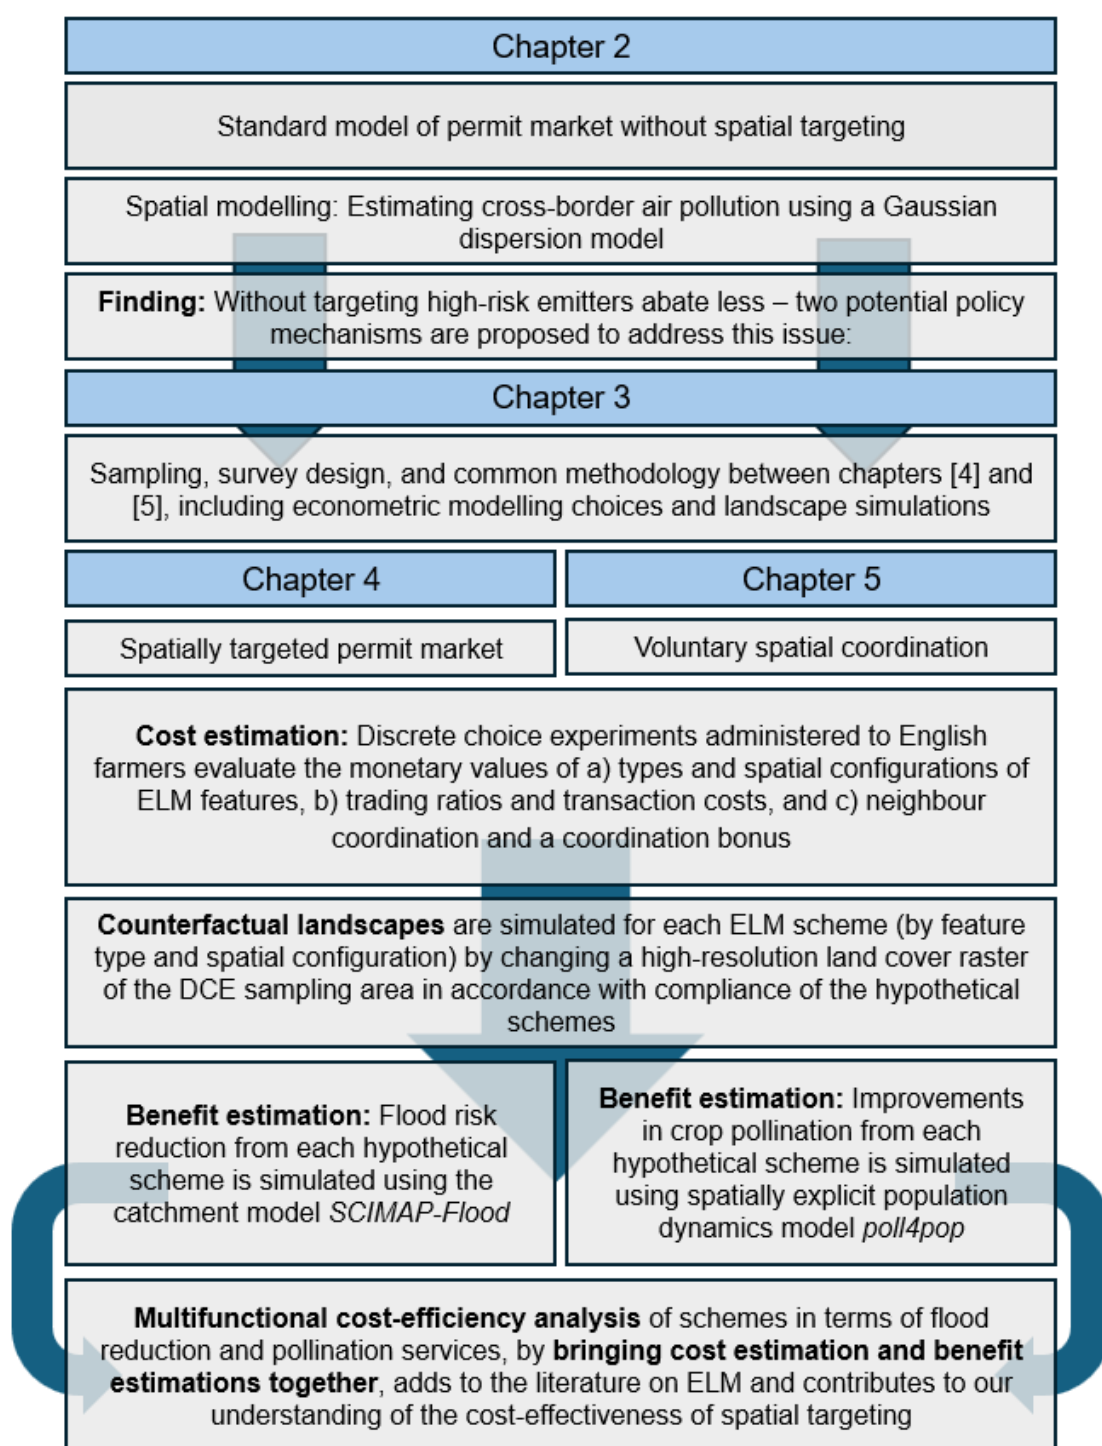 Chapter 2
Standard model of permit market without spatial targeting
Spatial modelling: Estimating cross-border air pollution using a Gaussian
dispersion model
Finding: Without targeting high-risk emitters abate less – two potential policy
mechanisms are proposed to address this issue:
Chapter 3
Sampling, survey design, and common methodology between chapters [4] and
[5], including econometric modelling choices and landscape simulations
Chapter 4
Spatially targeted permit market
Chapter 5
Voluntary spatial coordination
Cost estimation: Discrete choice experiments administered to English
farmers evaluate the monetary values of a) types and spatial configurations of
ELM features, b) trading ratios and transaction costs, and c) neighbour
coordination and a coordination bonus
Counterfactual landscapes are simulated for each ELM scheme (by feature
type and spatial configuration) by changing a high-resolution land cover raster
of the DCE sampling area in accordance with compliance of the hypothetical
schemes
Benefit estimation: Flood risk
reduction from each hypothetical
scheme is simulated using the
catchment model SCIMAP-Flood
Benefit estimation: Improvements
in crop pollination from each
hypothetical scheme is simulated
using spatially explicit population
dynamics model poll4pop
Multifunctional cost-efficiency analysis of schemes in terms of flood
reduction and pollination services, by bringing cost estimation and benefit
estimations together, adds to the literature on ELM and contributes to our
understanding of the cost-effectiveness of spatial targeting